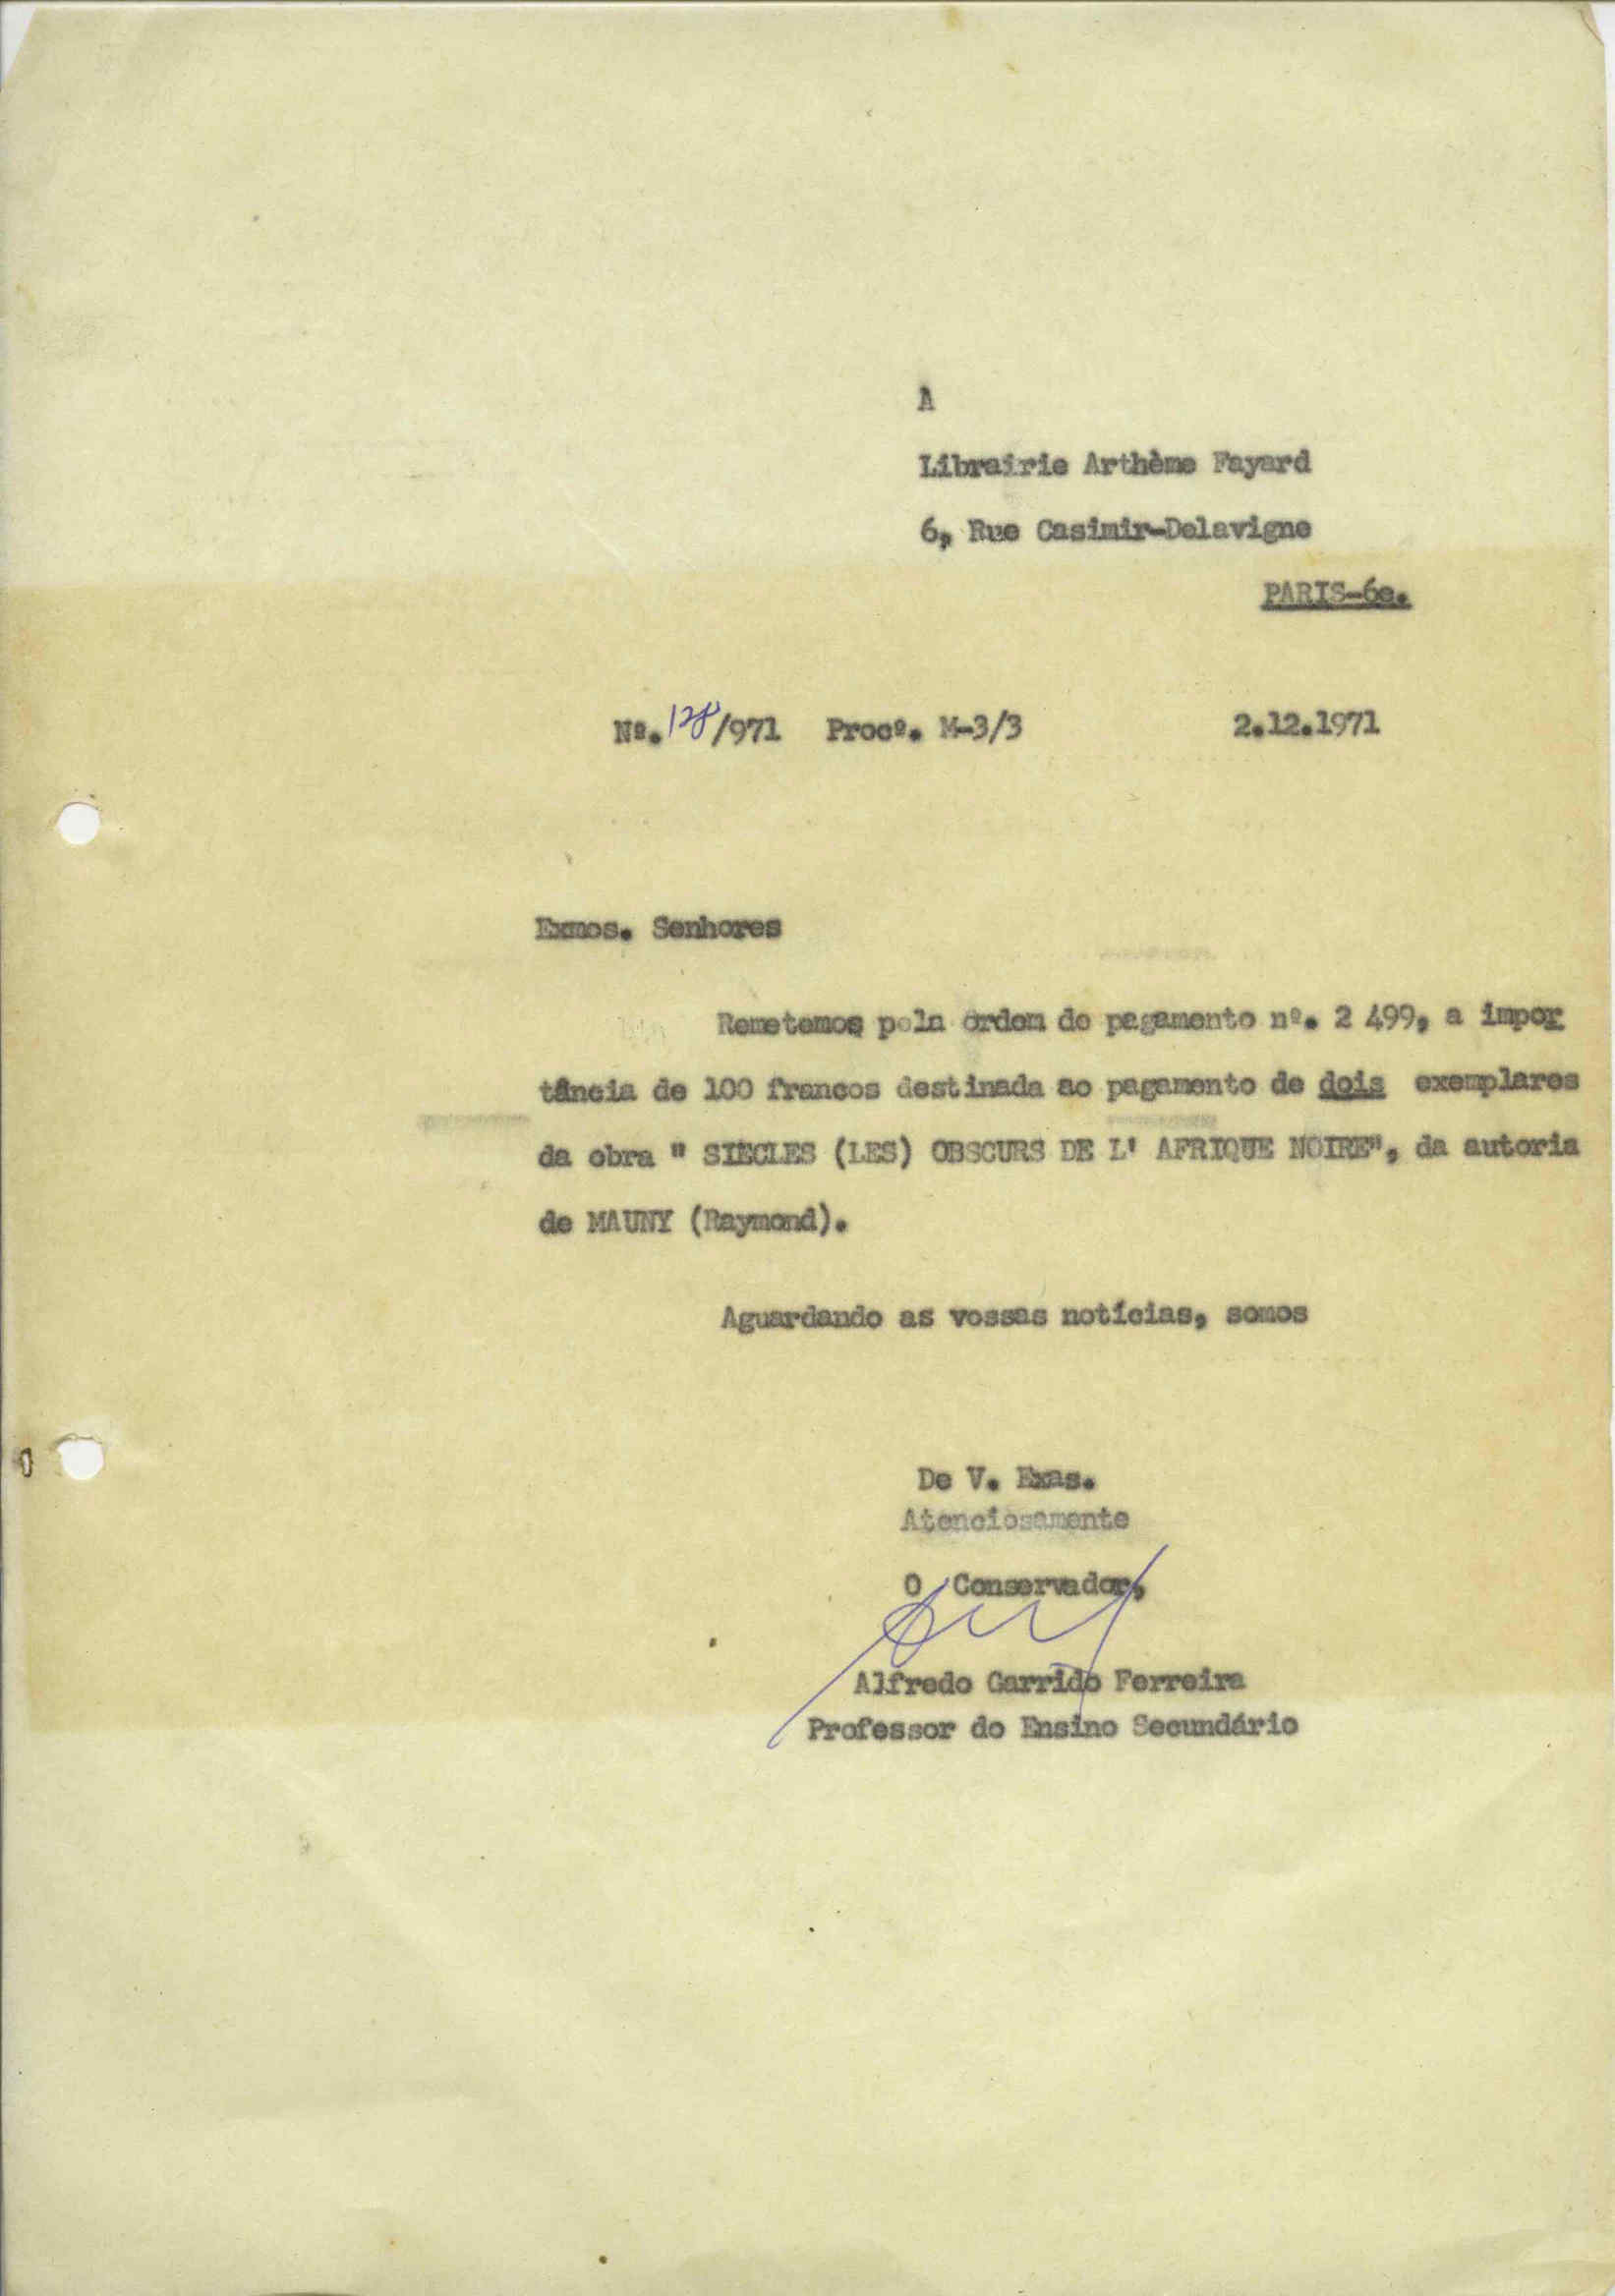 A
Librairie Arthème Fayard
6, Rue Casimir-Delavigne
PARIS-6e.
Nº. 128/971 Procº. M-3/3 2.12.1971
Exmos. Senhores
Remetemos pela ordem de pagamento nº. 2 499, a impor
tância de 100 francos destinada ao pagamento de dois exemplares
da obra " SIÈCLES (LES) OBSCURS DE L' AFRIQUE NOIRE", da autoria
de MAUNY (Raymond).
Aguardando as vossas notícias, somos
De V. Exas.
Atenciosamente
O Conservador,
Alfredo Garrido Ferreira
Professor do Ensino Secundário